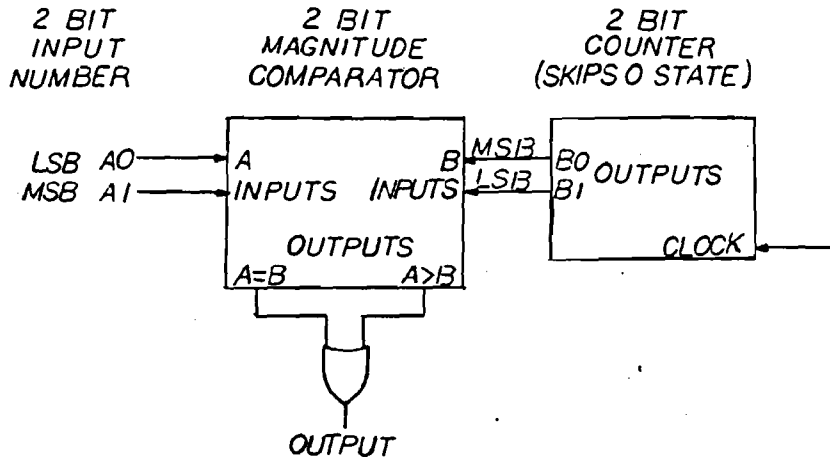 2 BIT
INPUT
NUMBER
2 BIT
MAGNITUDE
COMPARATOR
2 BIT
COUNTER
(SKIPS 0 STATE)
LSB A0
MSB A1
A
INPUTS
B
INPUTS
MSB
LSB
B0
B1
OUTPUTS
CLOCK
OUTPUTS
A=B
A>B
OUTPUT